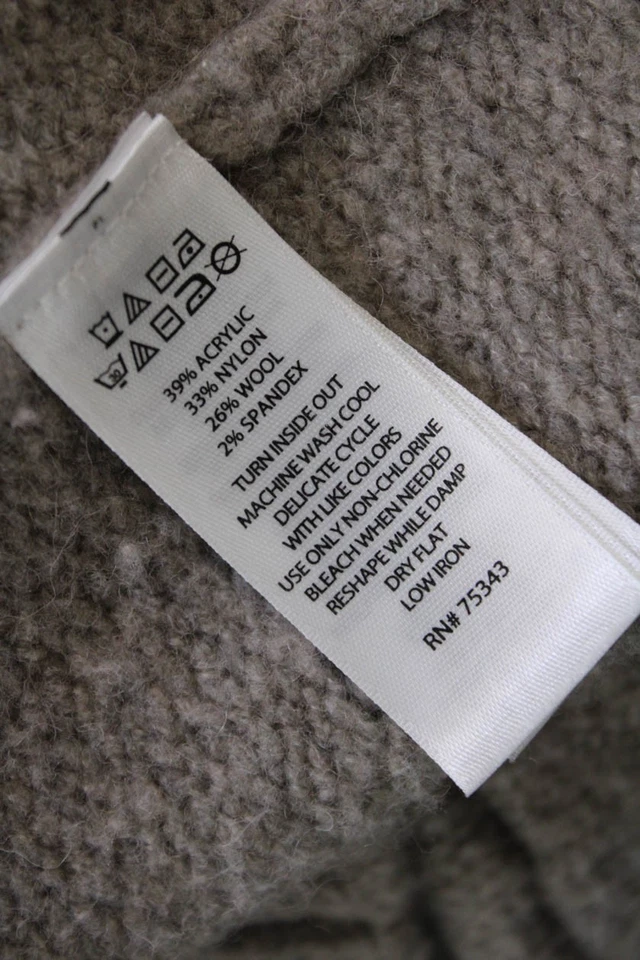 30
39% ACRYLIC
33% NYLON
26% WOOL
2% SPANDEX
TURN INSIDE OUT
MACHINE WASH COOL
DELICATE CYCLE
WITH LIKE COLORS
USE ONLY NON-CHLORINE
BLEACH WHEN NEEDED
RESHAPE WHILE DAMP
DRY FLAT
LOW IRON
RN# 75343